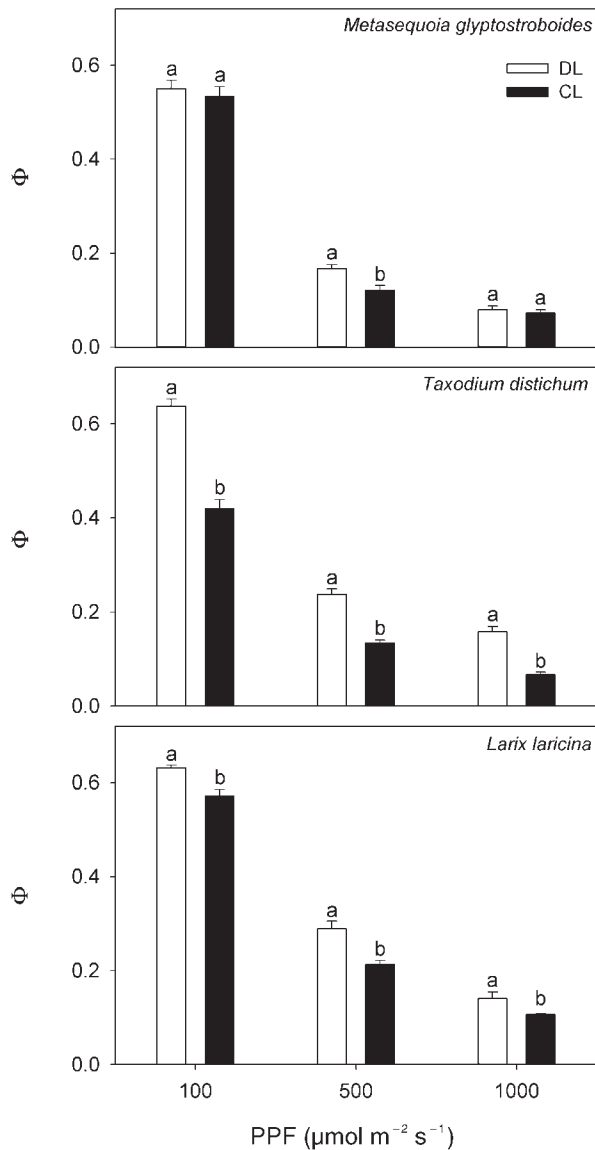 Metasequoia glyptostroboides
DL
CL
0.6
0.4
0.2
0.0
Φ
a a
a b
a a
Taxodium distichum
0.6
0.4
0.2
0.0
Φ
a b
a b
a b
Larix laricina
0.6
0.4
0.2
0.0
Φ
a b
a b
a b
100 500 1000
PPF (µmol m⁻² s⁻¹)